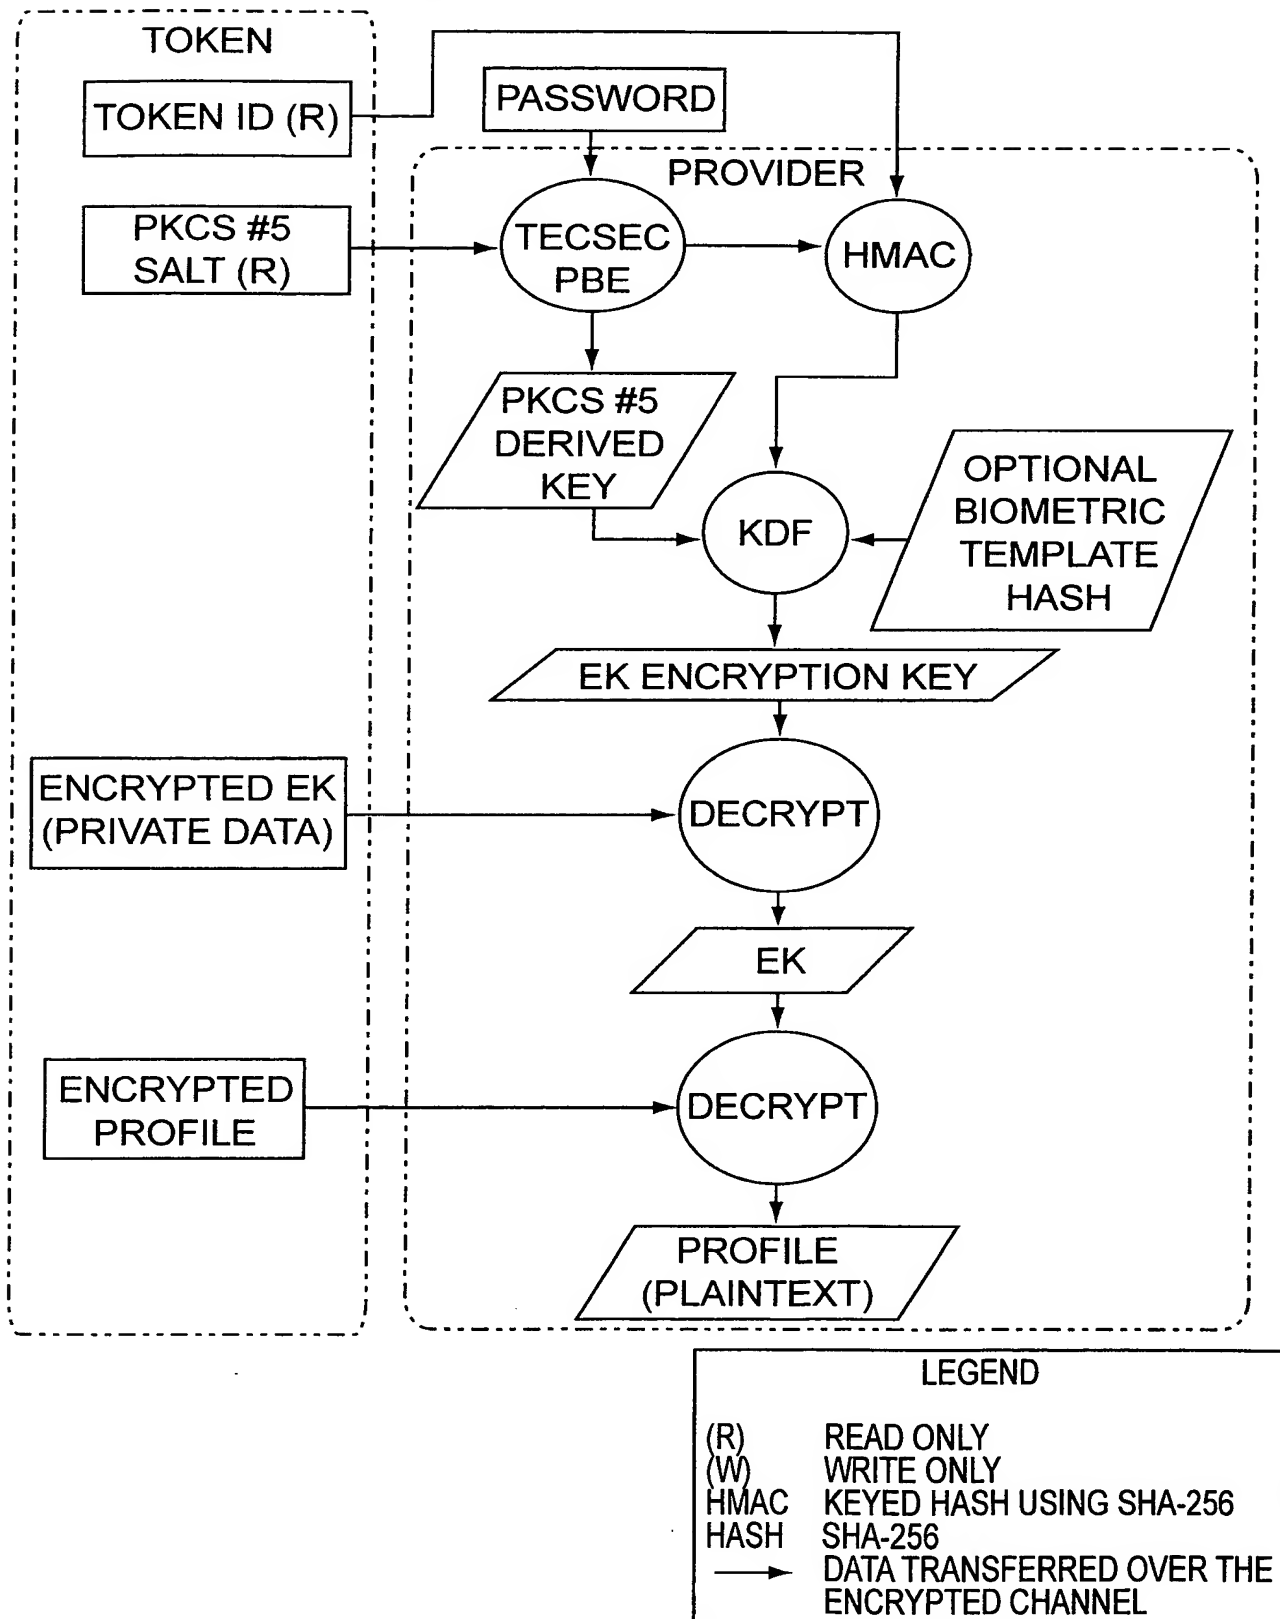 TOKEN
TOKEN ID (R)
PASSWORD
PROVIDER
PKCS #5
SALT (R)
TECSEC
PBE
HMAC
PKCS #5
DERIVED
KEY
KDF
OPTIONAL
BIOMETRIC
TEMPLATE
HASH
EK ENCRYPTION KEY
ENCRYPTED EK
(PRIVATE DATA)
DECRYPT
EK
ENCRYPTED
PROFILE
DECRYPT
PROFILE
(PLAINTEXT)
LEGEND
(R) READ ONLY
(W) WRITE ONLY
HMAC KEYED HASH USING SHA-256
HASH SHA-256
DATA TRANSFERRED OVER THE
ENCRYPTED CHANNEL